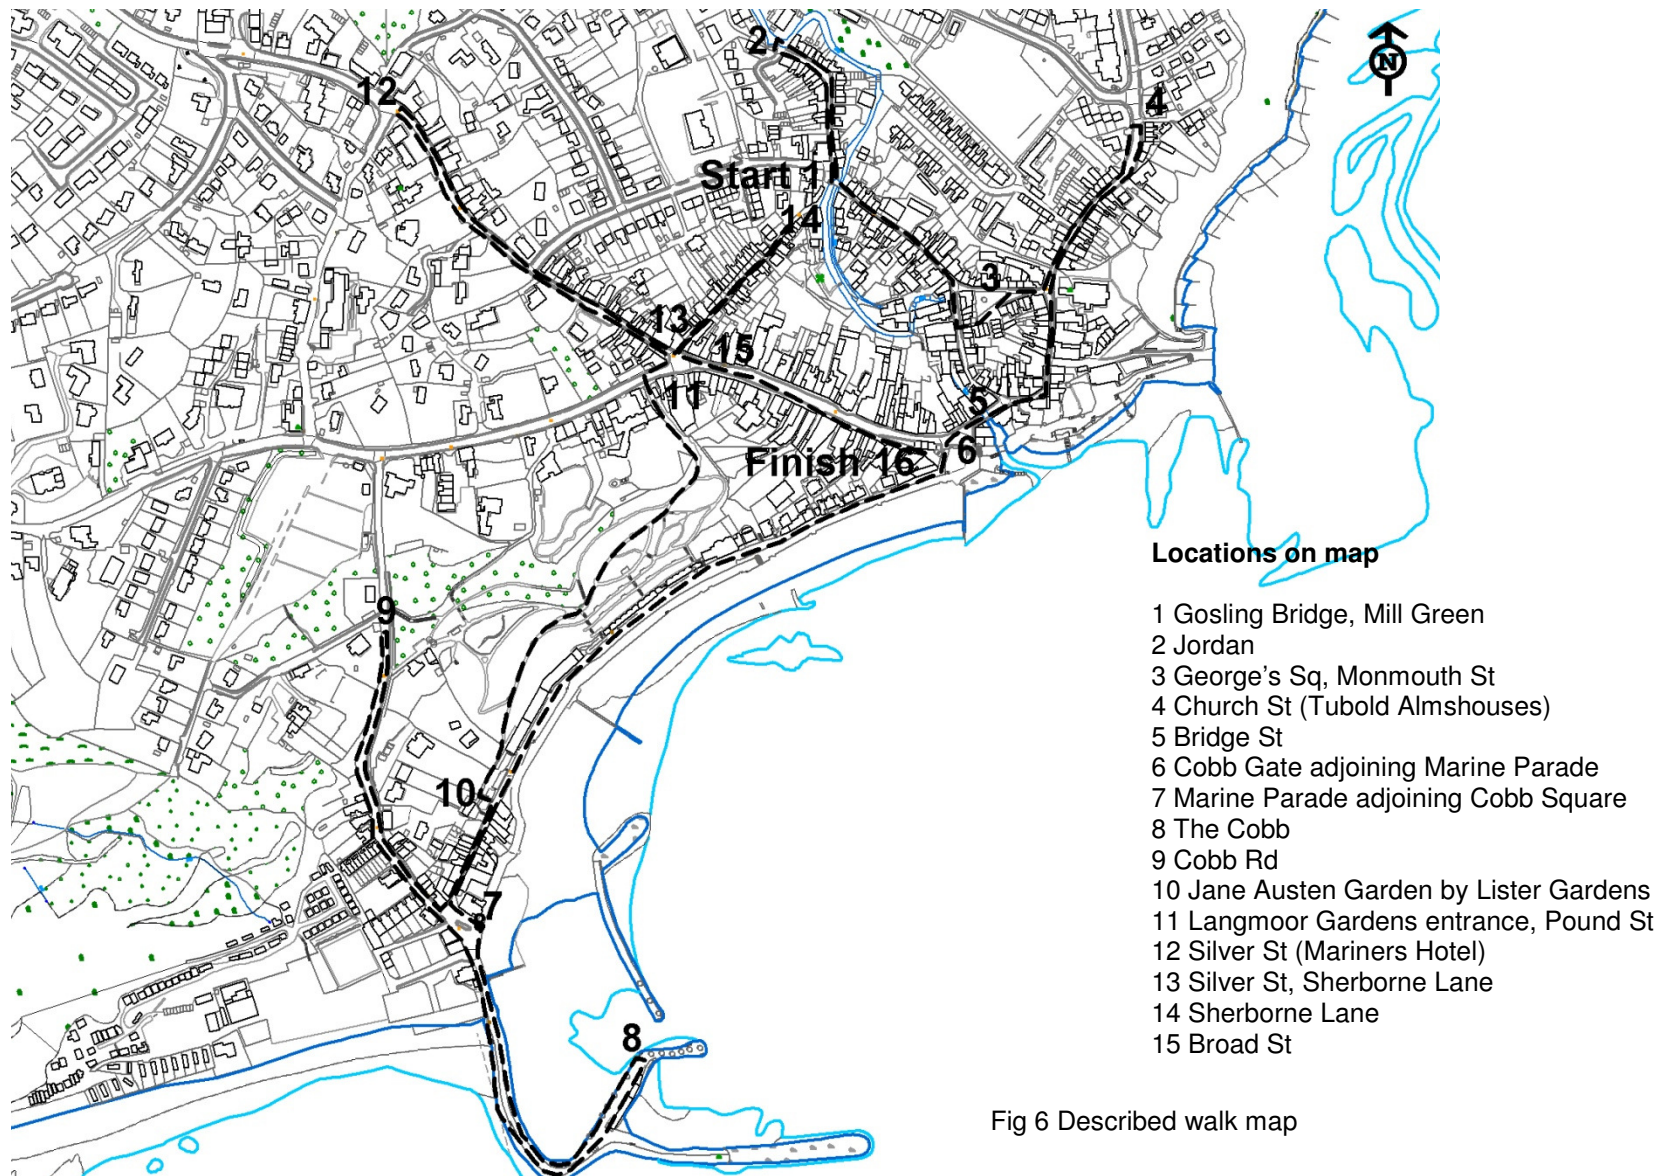 N
2
12
4
Start 1
14
3
13
15
11
5
6
Finish 16
9
10
7
8
Locations on map
1 Gosling Bridge, Mill Green
2 Jordan
3 George's Sq, Monmouth St
4 Church St (Tubold Almshouses)
5 Bridge St
6 Cobb Gate adjoining Marine Parade
7 Marine Parade adjoining Cobb Square
8 The Cobb
9 Cobb Rd
10 Jane Austen Garden by Lister Gardens
11 Langmoor Gardens entrance, Pound St
12 Silver St (Mariners Hotel)
13 Silver St, Sherborne Lane
14 Sherborne Lane
15 Broad St
Fig 6 Described walk map